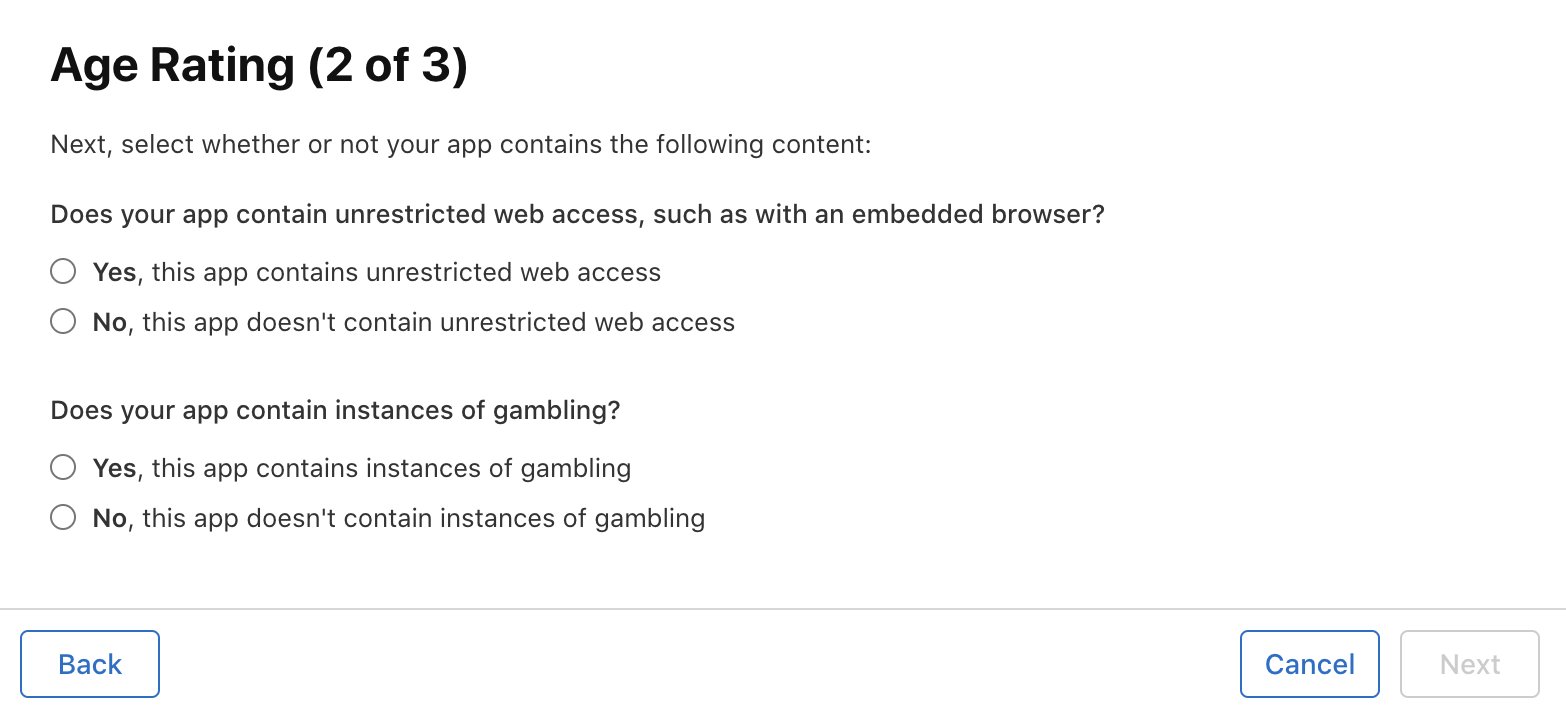 Age Rating (2 of 3)
Next, select whether or not your app contains the following content:
Does your app contain unrestricted web access, such as with an embedded browser?
Yes, this app contains unrestricted web access
No, this app doesn't contain unrestricted web access
Does your app contain instances of gambling?
Yes, this app contains instances of gambling
No, this app doesn't contain instances of gambling
Back Cancel Next